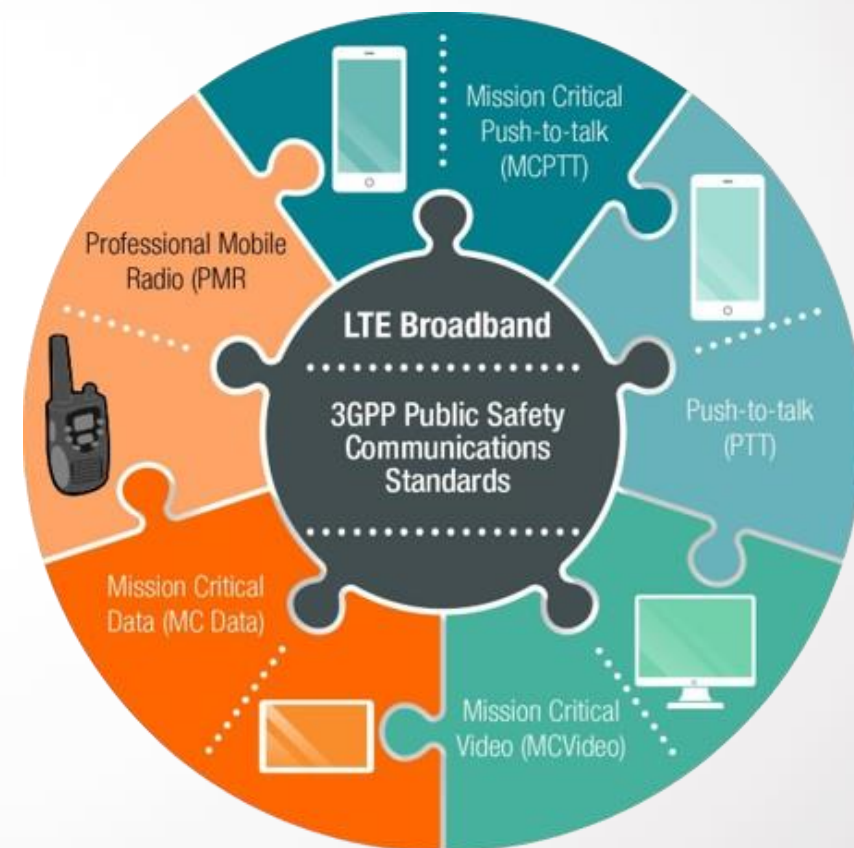 Mission Critical
Push-to-talk
(MCPTT)
Professional Mobile
Radio (PMR
LTE Broadband
3GPP Public Safety
Communications
Standards
Push-to-talk
(PTT)
Mission Critical
Data (MC Data)
Mission Critical
Video (MCVideo)